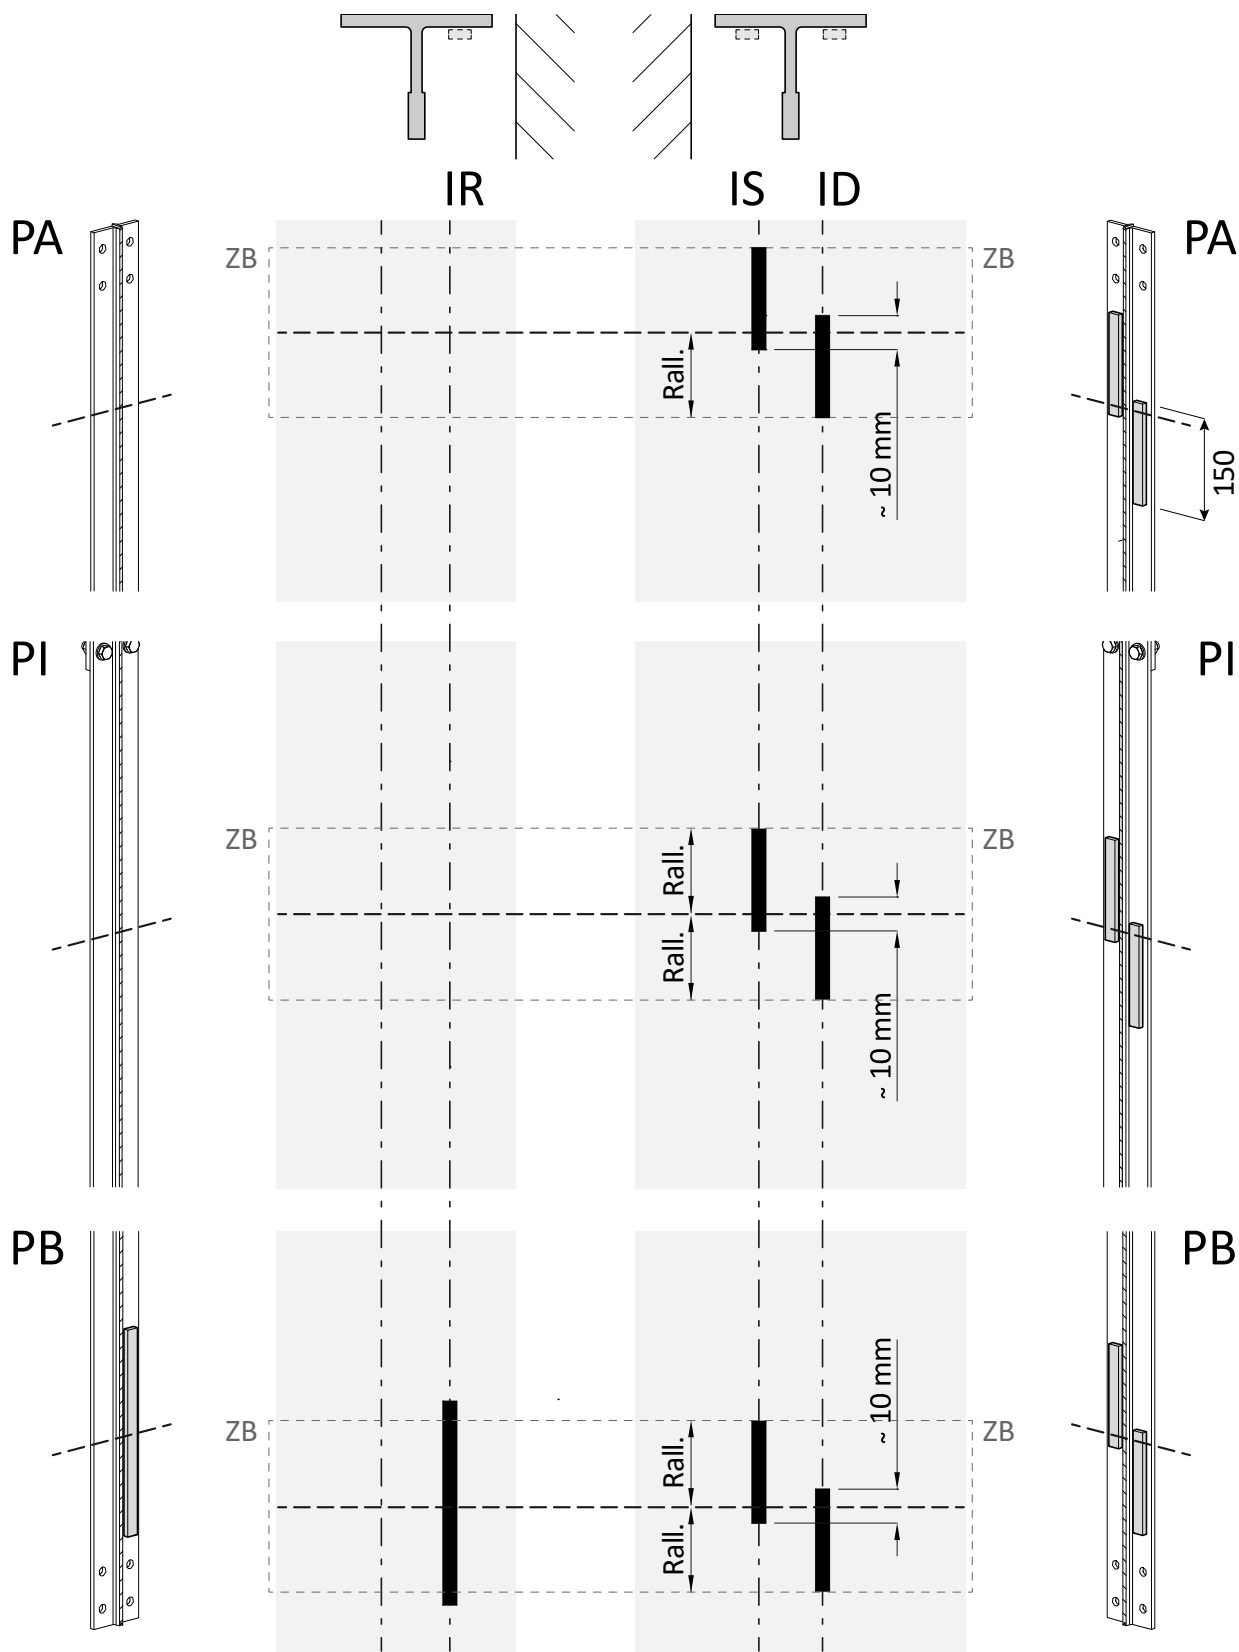 IR IS ID
PA ZB ZB PA
Rall.
~ 10 mm
150
PI PI
ZB ZB
Rall.
Rall.
~ 10 mm
PB PB
~ 10 mm
ZB ZB
Rall.
Rall.